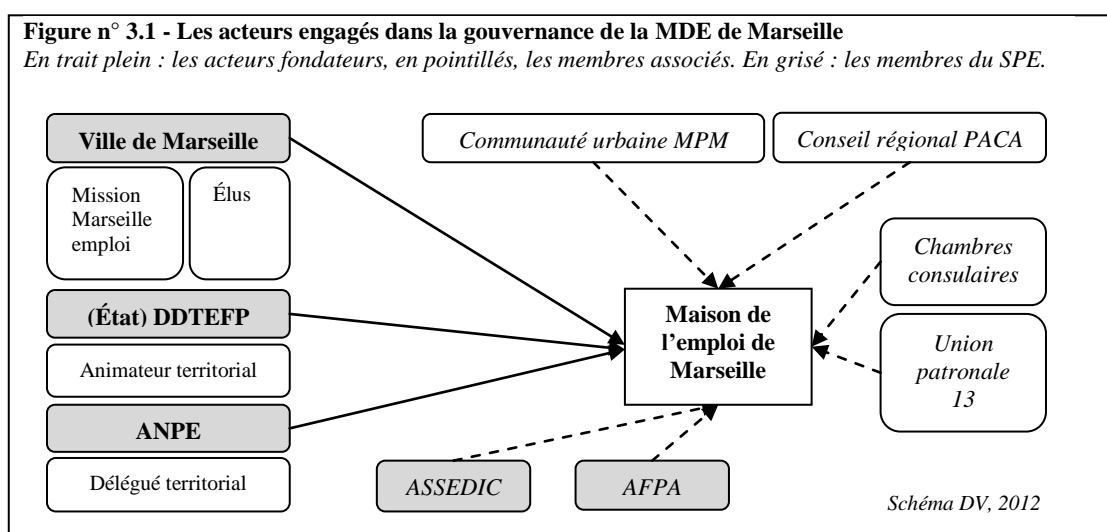 Figure n° 3.1 - Les acteurs engagés dans la gouvernance de la MDE de Marseille
En trait plein : les acteurs fondateurs, en pointillés, les membres associés. En grisé : les membres du SPE.
Ville de Marseille
Mission
Marseille
emploi
Élus
(État) DDTEFP
Animateur territorial
ANPE
Délégué territorial
Communauté urbaine MPM
Conseil régional PACA
Chambres
consulaires
Maison de
l’emploi de
Marseille
Union
patronale
13
ASSEDIC
AFPA
Schéma DV, 2012